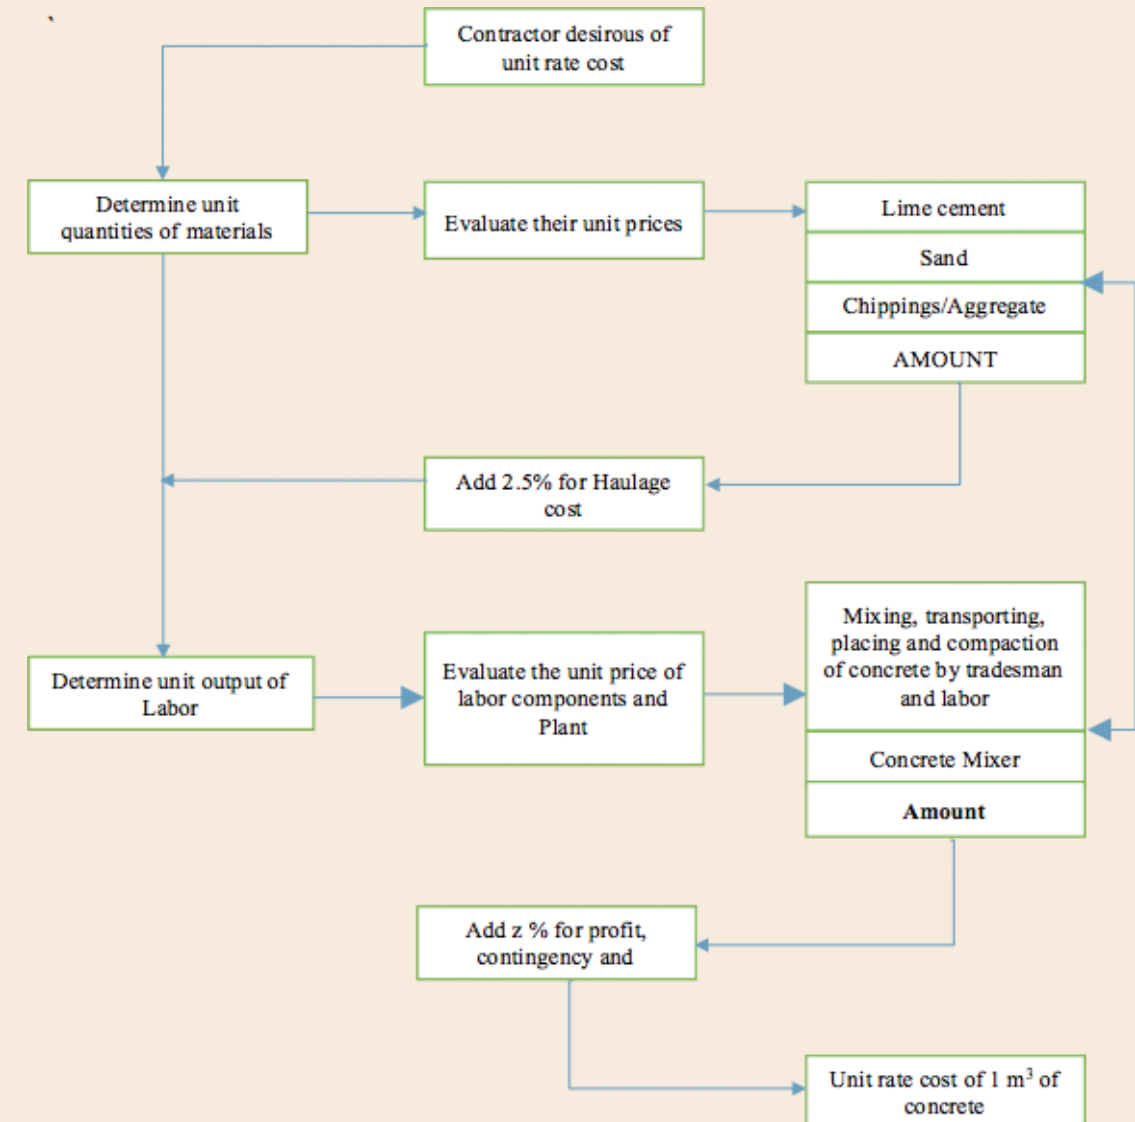 Contractor desirous of
unit rate cost
Determine unit
quantities of materials
Evaluate their unit prices
Lime cement
Sand
Chippings/Aggregate
AMOUNT
Add 2.5% for Haulage
cost
Determine unit output of
Labor
Evaluate the unit price of
labor components and
Plant
Mixing, transporting,
placing and compaction
of concrete by tradesman
and labor
Concrete Mixer
Amount
Add z % for profit,
contingency and
Unit rate cost of 1 m³ of
concrete